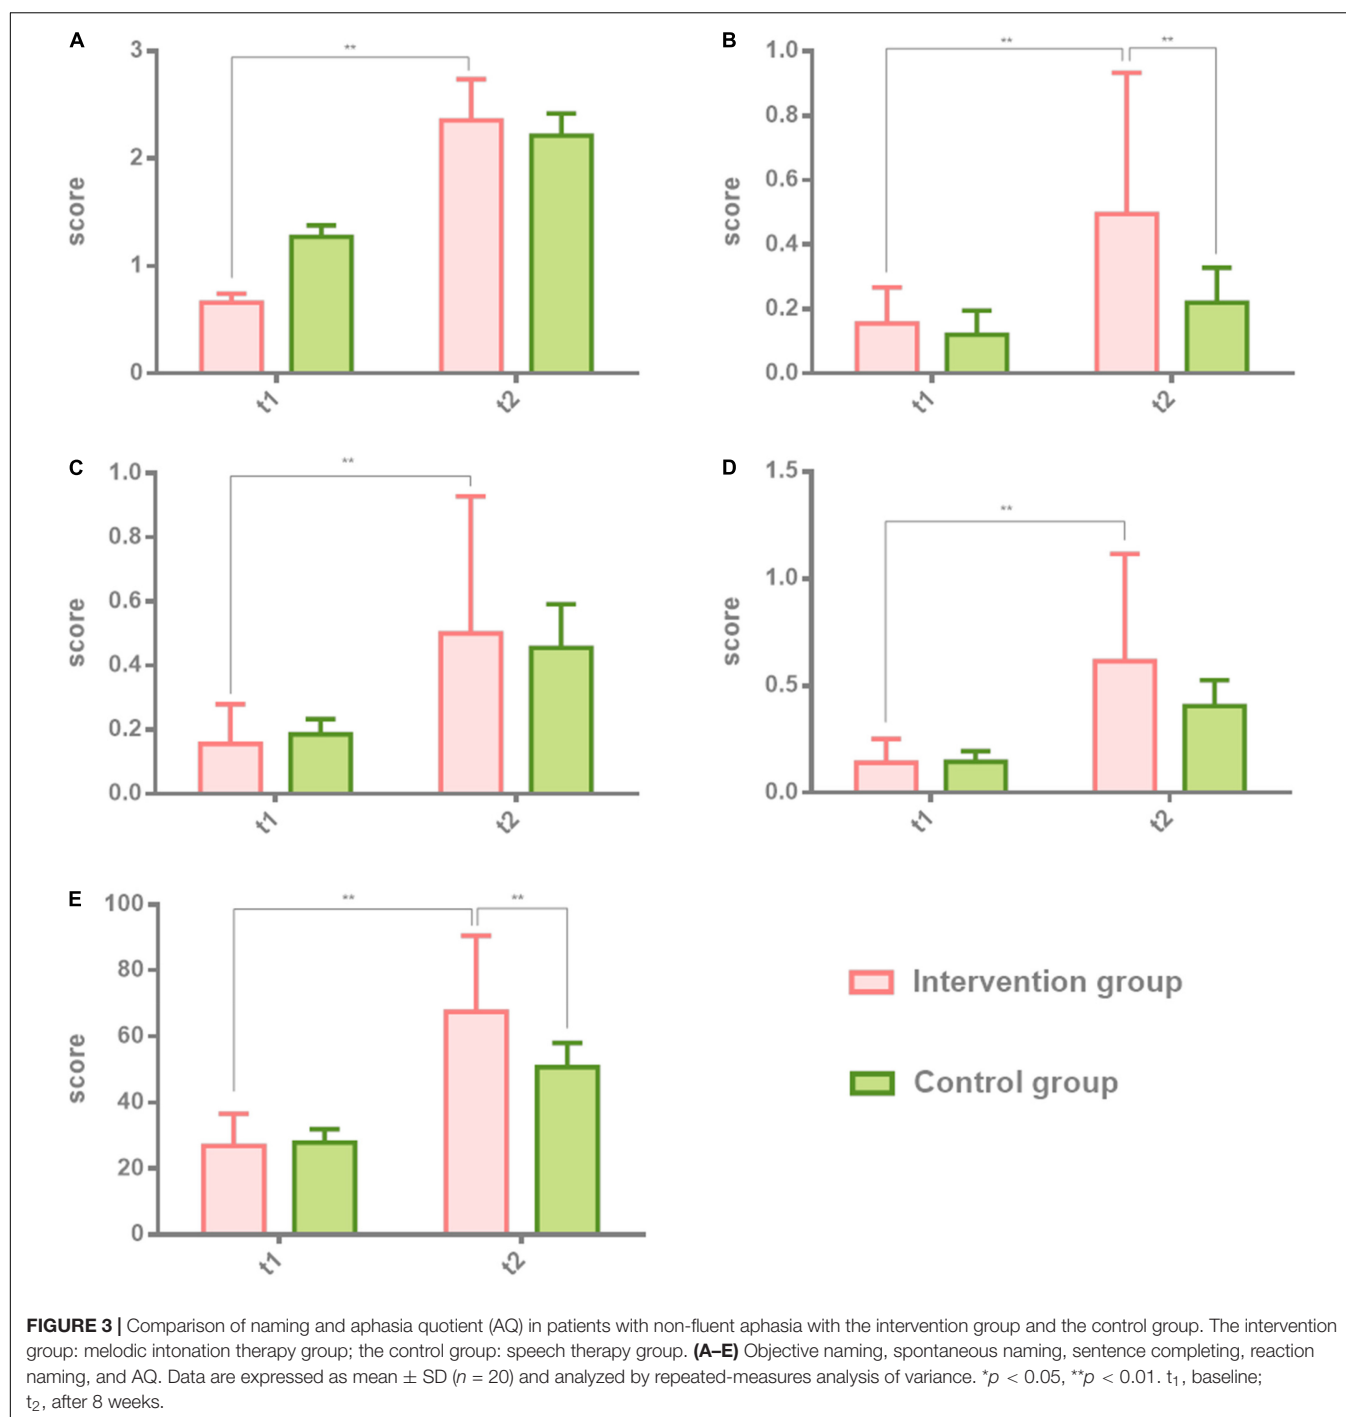 A
**
3
2
1
0
score
t1
t2
B
**
**
1.0
0.8
0.6
0.4
0.2
0.0
score
t1
t2
C
**
1.0
0.8
0.6
0.4
0.2
0.0
score
t1
t2
D
**
1.5
1.0
0.5
0.0
score
t1
t2
E
**
**
100
80
60
40
20
0
score
t1
t2
Intervention group
Control group
FIGURE 3 | Comparison of naming and aphasia quotient (AQ) in patients with non-fluent aphasia with the intervention group and the control group. The intervention
group: melodic intonation therapy group; the control group: speech therapy group. (A–E) Objective naming, spontaneous naming, sentence completing, reaction
naming, and AQ. Data are expressed as mean ± SD (n = 20) and analyzed by repeated-measures analysis of variance. *p < 0.05, **p < 0.01. t₁, baseline;
t₂, after 8 weeks.